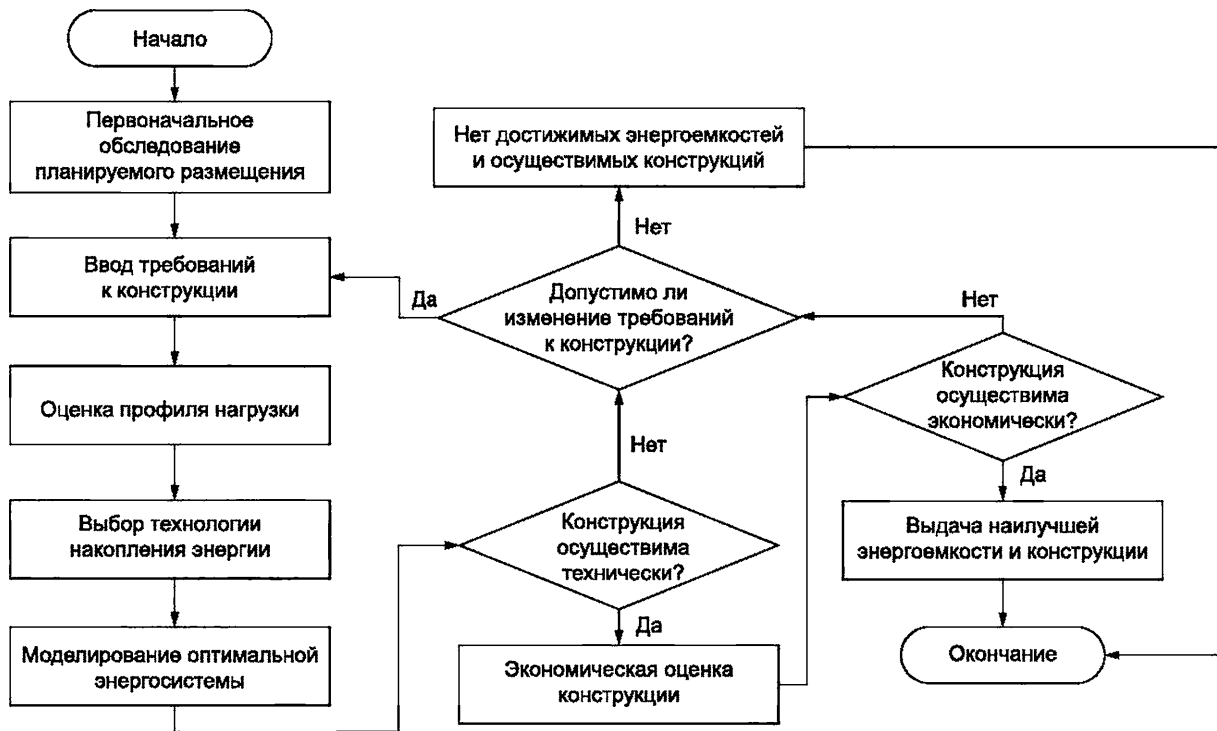 Начало
Первоначальное
обследование
планируемого размещения
Ввод требований
к конструкции
Оценка профиля нагрузки
Выбор технологии
накопления энергии
Моделирование оптимальной
энергосистемы
Нет достижимых энергоемкостей
и осуществимых конструкций
Нет
Допустимо ли
изменение требований
к конструкции?
Да
Нет
Конструкция
осуществима
технически?
Да
Экономическая оценка
конструкции
Нет
Конструкция
осуществима
экономически?
Да
Выдача наилучшей
энергоемкости и конструкции
Окончание